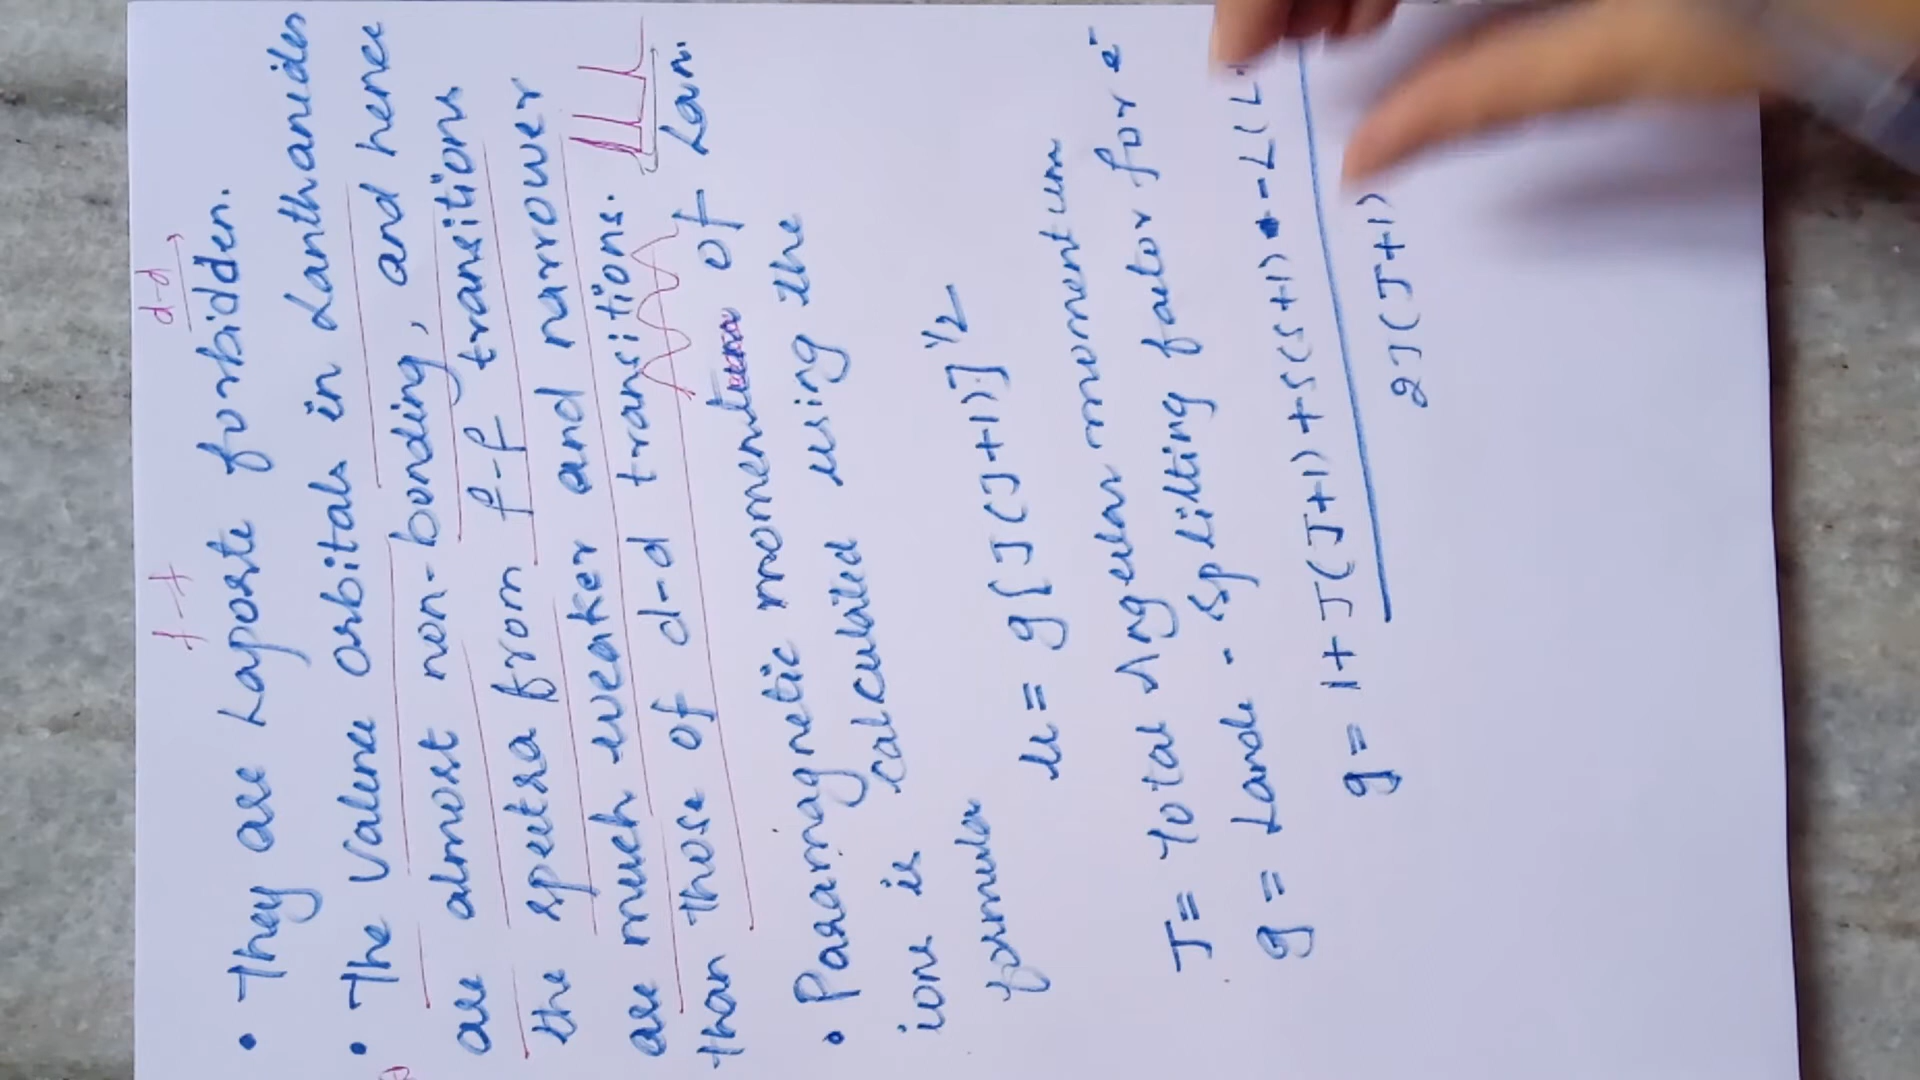 f-f d-d
• They are Laporte forbidden.
• The Valence orbitals in Lanthanides
are almost non-bonding, and hence
the spectra from f-f transitions
are much weaker and narrower
than those of d-d transitions.
• Paramagnetic momentum of Lan
ions is calculated using the
formula
μ = g[J(J+1)]^1/2
J = Total Angular momentum
g = Lande - Splitting factor for e⁻
g = 1+ J(J+1)+S(S+1) - L(L+
2J(J+1)